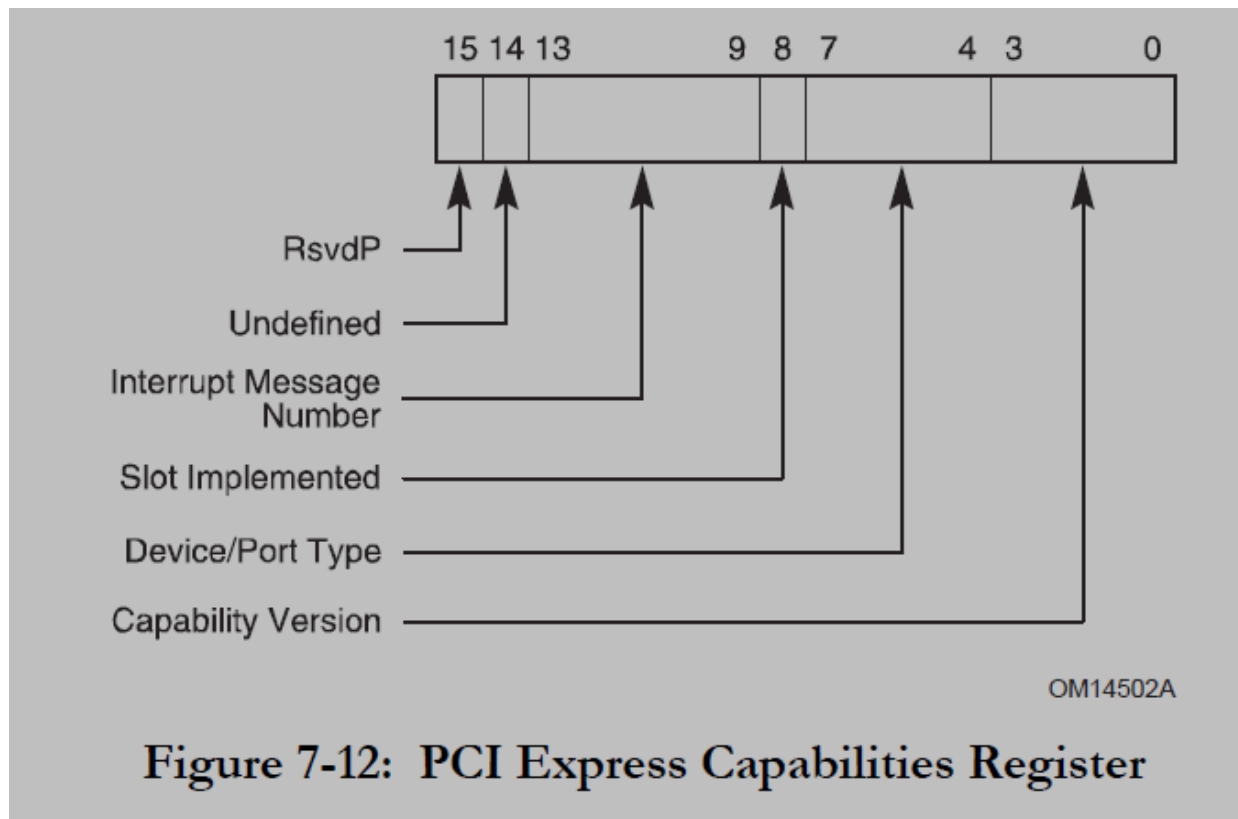 15 14 13 9 8 7 4 3 0
RsvdP
Undefined
Interrupt Message
Number
Slot Implemented
Device/Port Type
Capability Version
OM14502A
Figure 7-12: PCI Express Capabilities Register